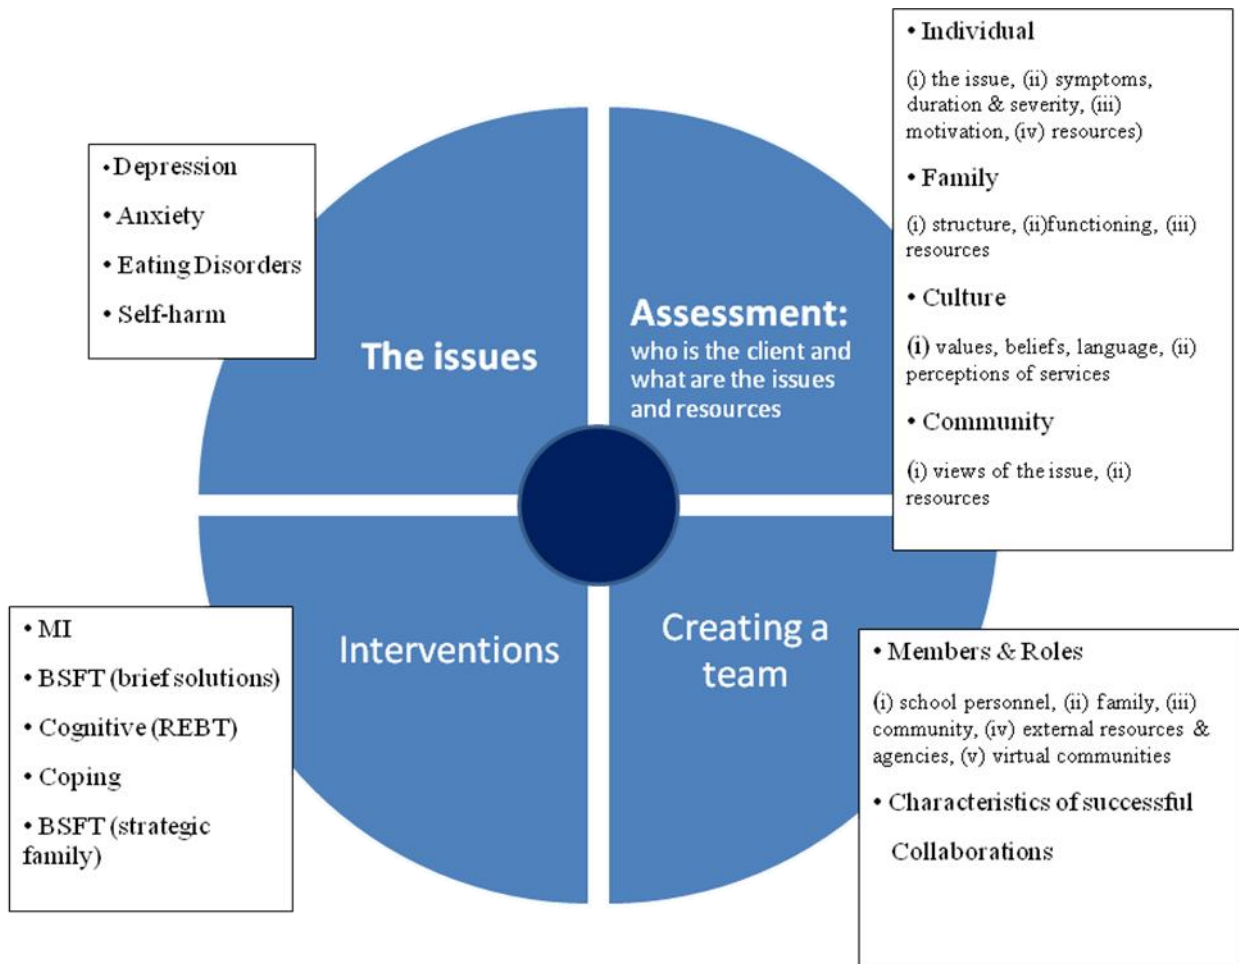 • Depression
• Anxiety
• Eating Disorders
• Self-harm
The issues
Assessment:
who is the client and
what are the issues
and resources
• Individual
(i) the issue, (ii) symptoms,
duration & severity, (iii)
motivation, (iv) resources)
• Family
(i) structure, (ii)functioning, (iii)
resources
• Culture
(i) values, beliefs, language, (ii)
perceptions of services
• Community
(i) views of the issue, (ii)
resources
Interventions
• MI
• BSFT (brief solutions)
• Cognitive (REBT)
• Coping
• BSFT (strategic
family)
Creating a
team
• Members & Roles
(i) school personnel, (ii) family, (iii)
community, (iv) external resources &
agencies, (v) virtual communities
• Characteristics of successful
Collaborations